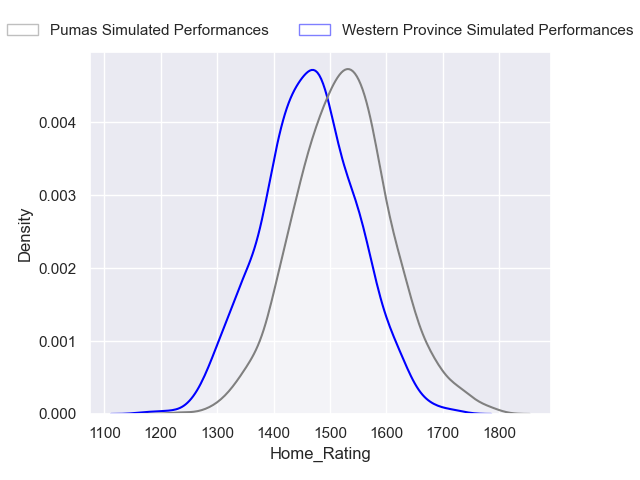 Pumas Simulated Performances Western Province Simulated Performances
0.004
0.003
0.002
0.001
0.000
Density
1100 1200 1300 1400 1500 1600 1700 1800
Home_Rating